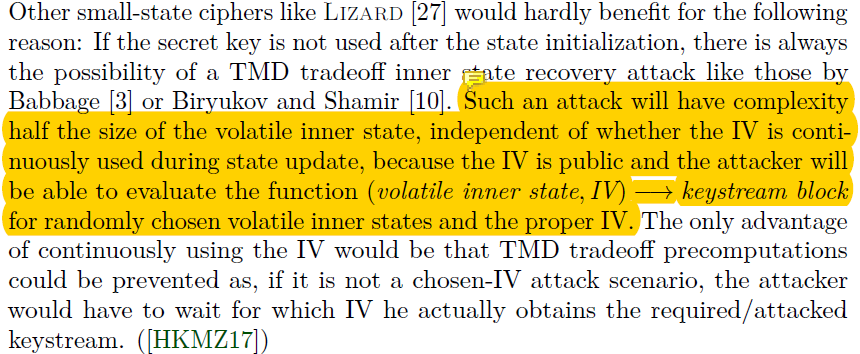 Other small-state ciphers like LIZARD [27] would hardly benefit for the following
reason: If the secret key is not used after the state initialization, there is always
the possibility of a TMD tradeoff inner state recovery attack like those by
Babbage [3] or Biryukov and Shamir [10]. Such an attack will have complexity
half the size of the volatile inner state, independent of whether the IV is conti-
nuously used during state update, because the IV is public and the attacker will
be able to evaluate the function (volatile inner state, IV) ⟶ keystream block
for randomly chosen volatile inner states and the proper IV. The only advantage
of continuously using the IV would be that TMD tradeoff precomputations
could be prevented as, if it is not a chosen-IV attack scenario, the attacker
would have to wait for which IV he actually obtains the required/attacked
keystream. ([HKMZ17])